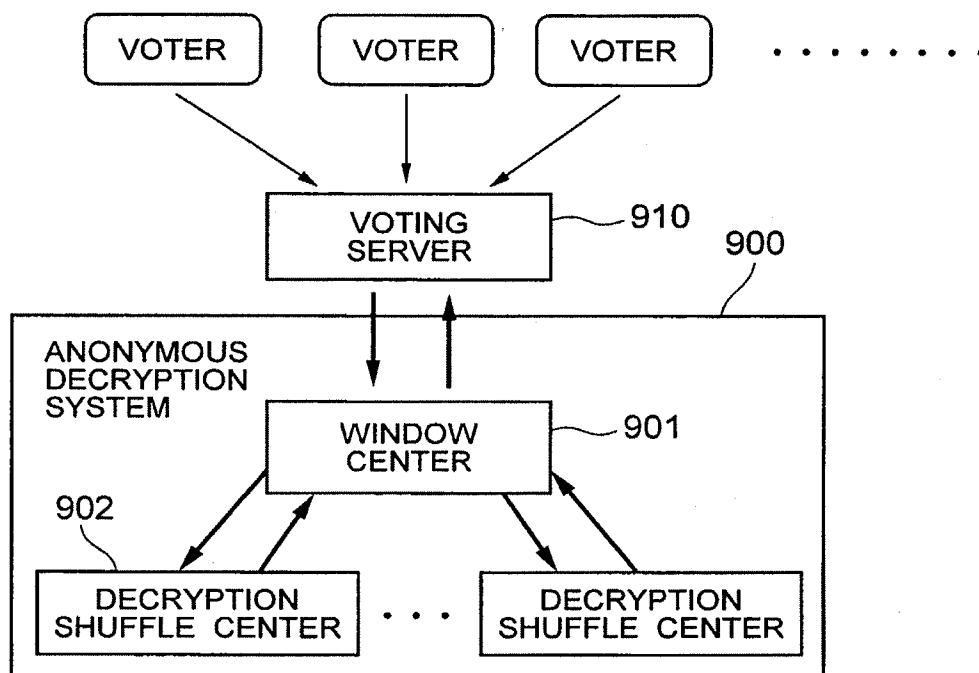 VOTER
VOTER
VOTER
VOTING
SERVER
910
900
ANONYMOUS
DECRYPTION
SYSTEM
WINDOW
CENTER
901
902
DECRYPTION
SHUFFLE CENTER
DECRYPTION
SHUFFLE CENTER